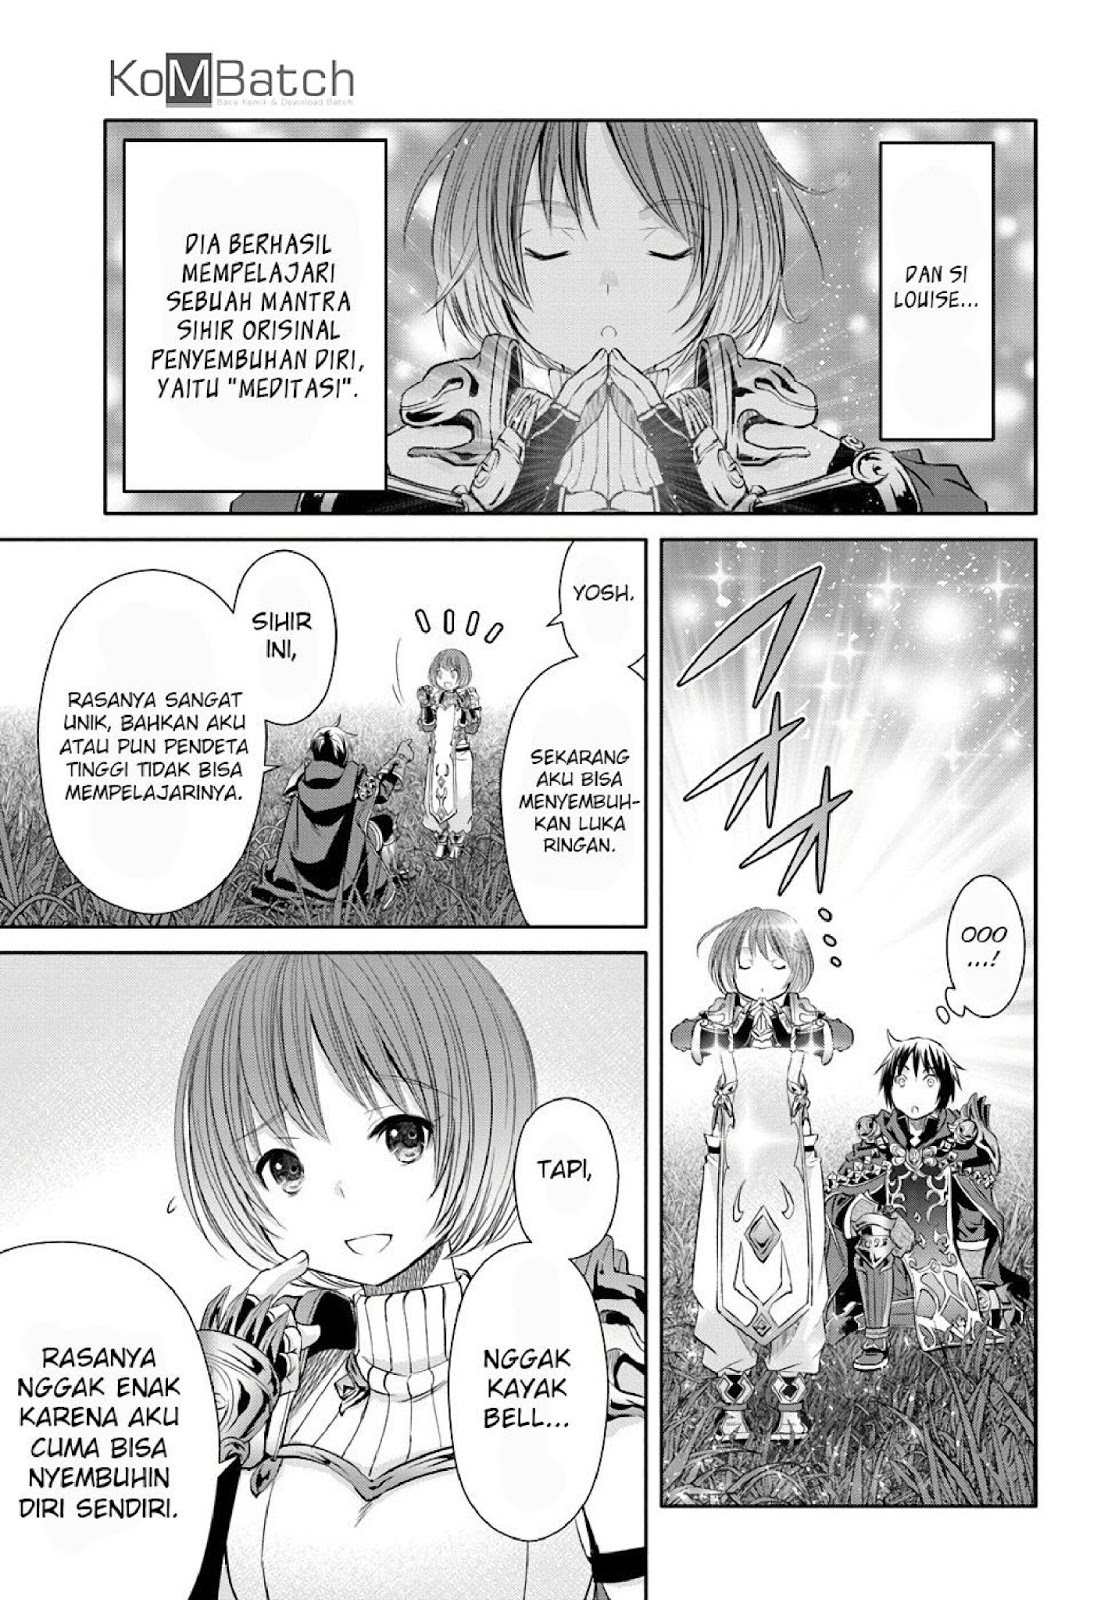 KoMBatch
Baca Komik & Download Batch
DAN SI
LOUISE...
DIA BERHASIL
MEMPELAJARI
SEBUAH MANTRA
SIHIR ORISINAL
PENYEMBUHAN DIRI,
YAITU "MEDITASI".
OOO
...!
YOSH.
SEKARANG
AKU BISA
MENYEMBUH-
KAN LUKA
RINGAN.
SIHIR
INI,
RASANYA SANGAT
UNIK, BAHKAN AKU
ATAU PUN PENDETA
TINGGI TIDAK BISA
MEMPELAJARINYA.
TAPI,
NGGAK
KAYAK
BELL...
RASANYA
NGGAK ENAK
KARENA AKU
CUMA BISA
NYEMBUHIN
DIRI SENDIRI.